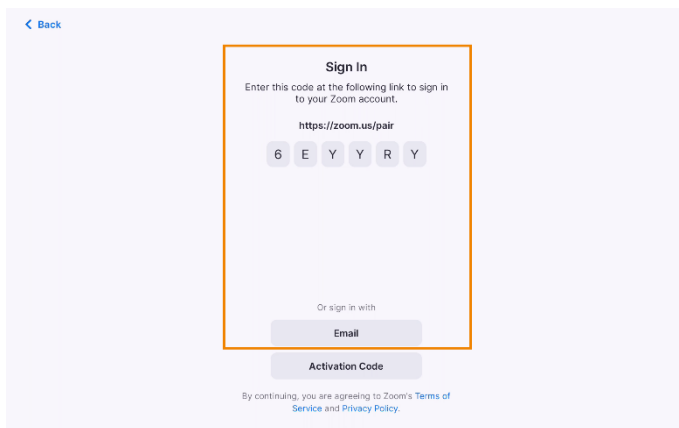 Back
Sign In
Enter this code at the following link to sign in
to your Zoom account.
https://zoom.us/pair
6 E Y Y R Y
Or sign in with
Email
Activation Code
By continuing, you are agreeing to Zoom's Terms of
Service and Privacy Policy.